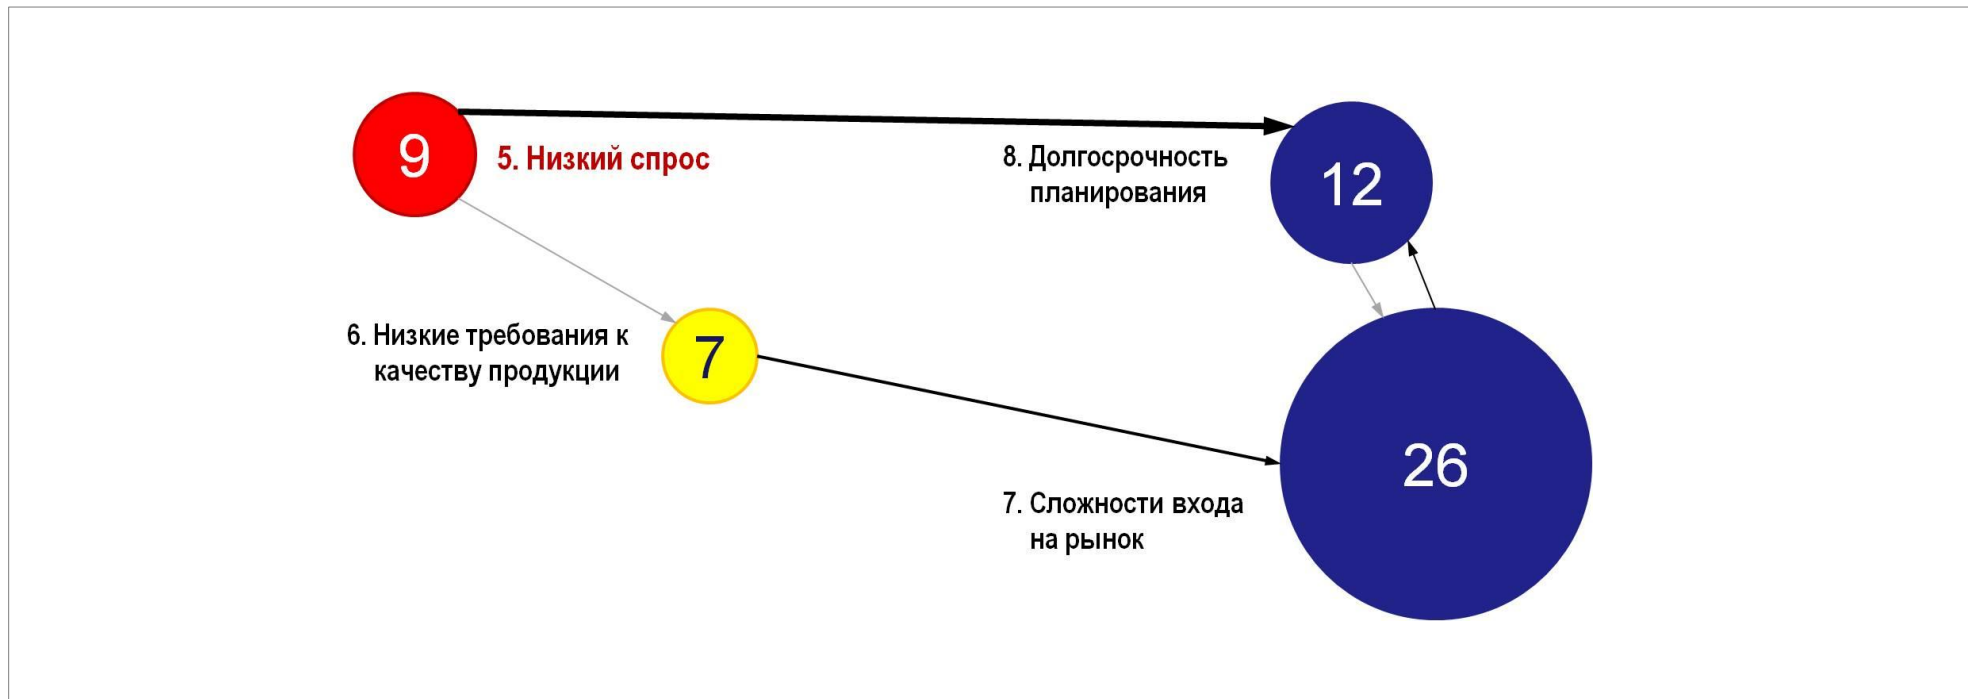 9
5. Низкий спрос
8. Долгосрочность
планирования
12
6. Низкие требования к
качеству продукции
7
7. Сложности входа
на рынок
26